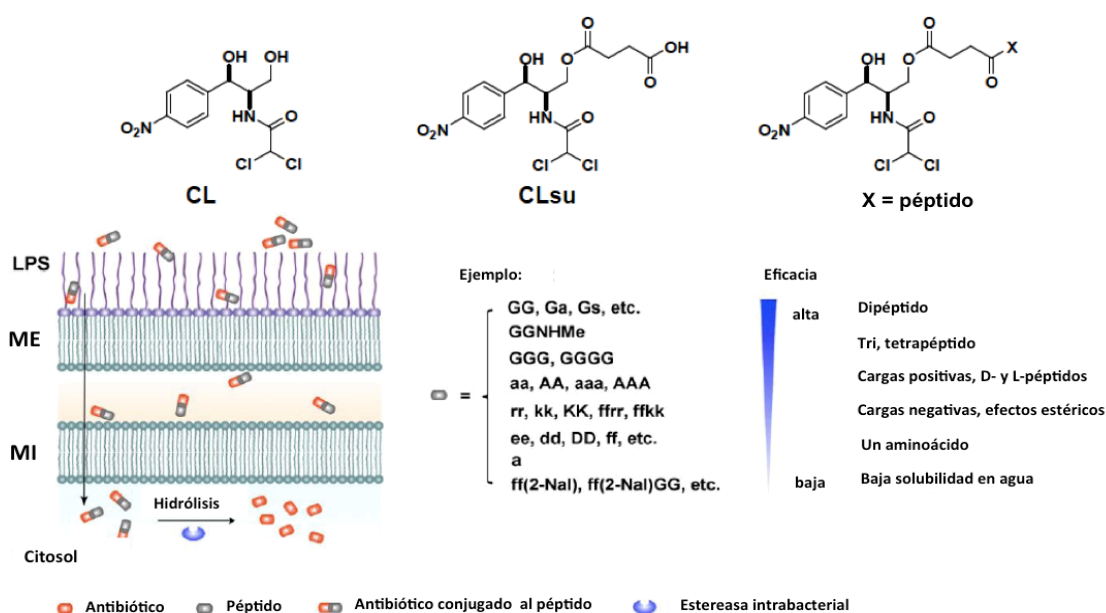 OH OH
O₂N
HN O
Cl Cl
CL
O
OH O OH
O
O₂N
HN O
Cl Cl
CLsu
O X
OH O
O
O₂N
HN O
Cl Cl
X = péptido
LPS
ME
MI
Hidrólisis
Citosol
Ejemplo:
=
GG, Ga, Gs, etc.
GGNHMe
GGG, GGGG
aa, AA, aaa, AAA
rr, kk, KK, ffrr, ffkk
ee, dd, DD, ff, etc.
a
ff(2-Nal), ff(2-Nal)GG, etc.
Eficacia
alta
baja
Dipéptido
Tri, tetrapéptido
Cargas positivas, D- y L-péptidos
Cargas negativas, efectos estéricos
Un aminoácido
Baja solubilidad en agua
Antibiótico
Péptido
Antibiótico conjugado al péptido
Estereasa intrabacterial